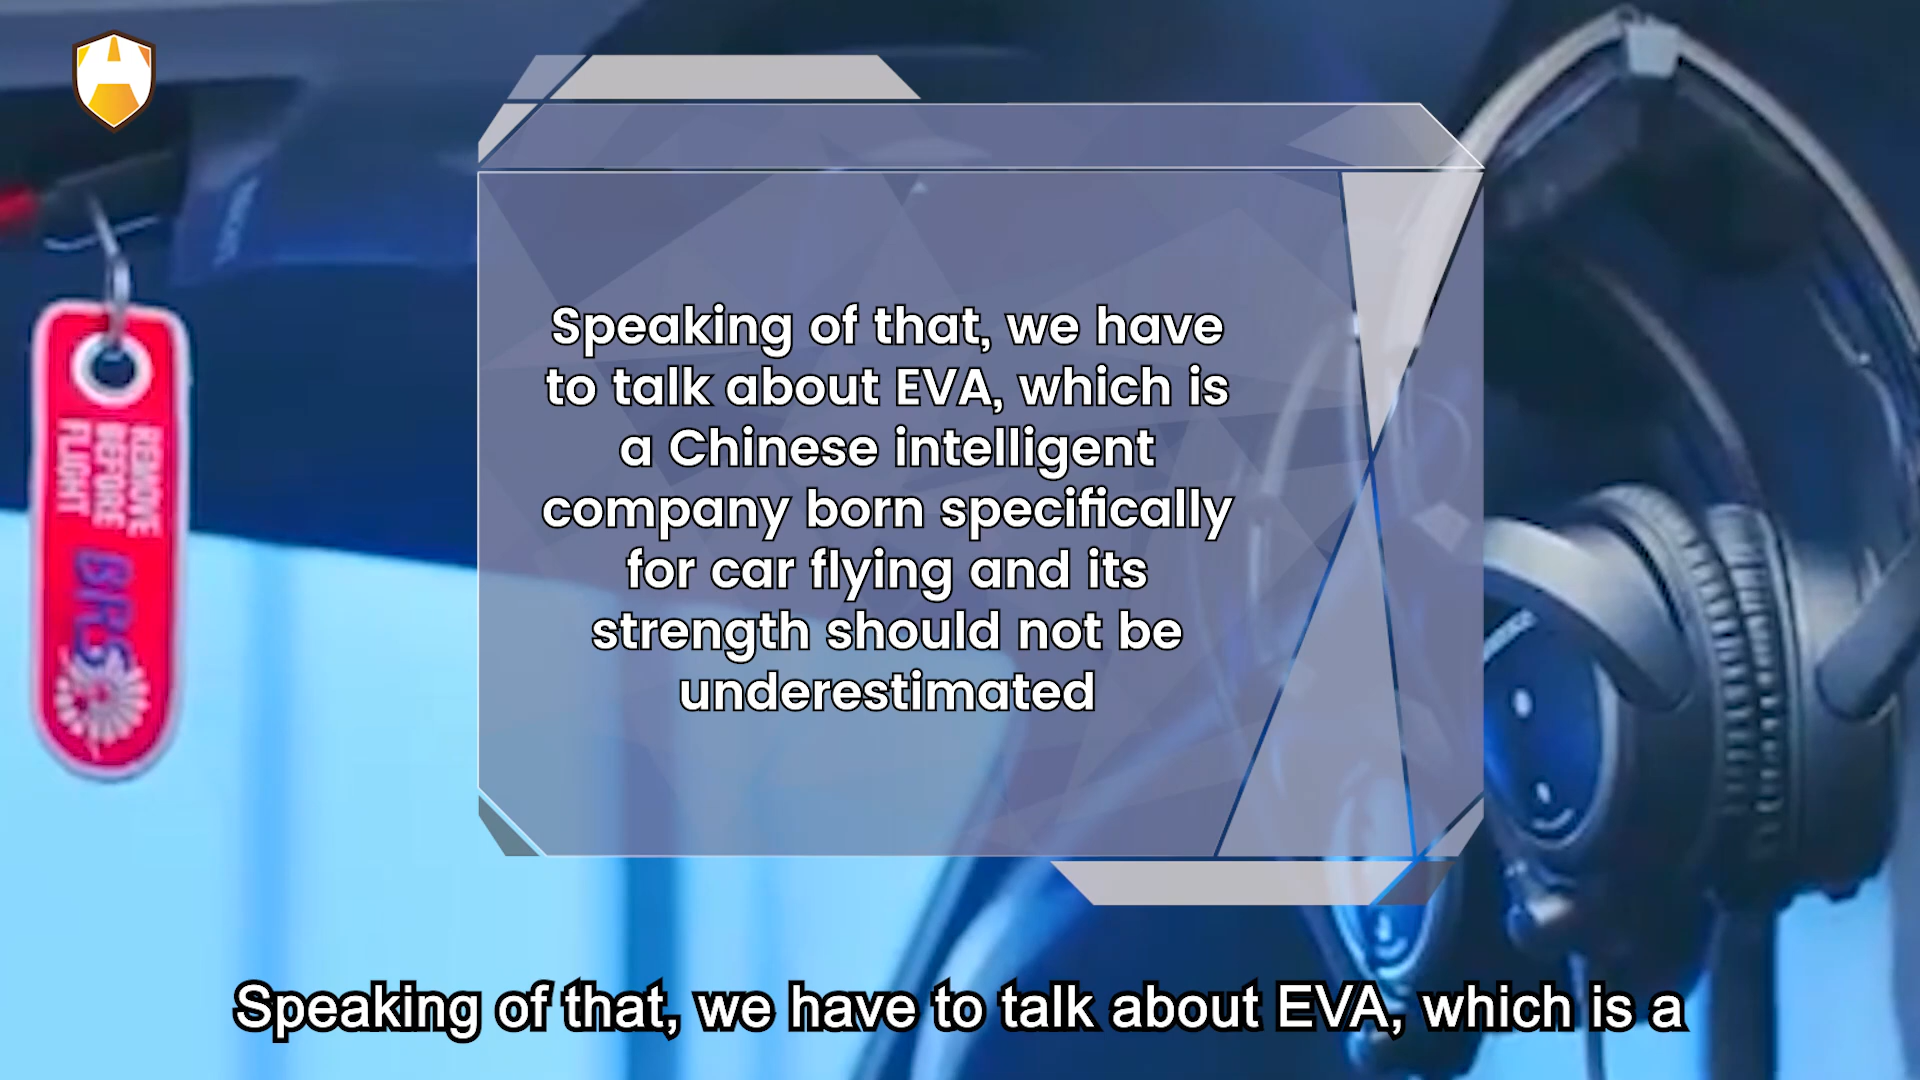 Speaking of that, we have
to talk about EVA, which is
a Chinese intelligent
company born specifically
for car flying and its
strength should not be
underestimated
REMOVE
BEFORE
FLIGHT
BRS
Speaking of that, we have to talk about EVA, which is a